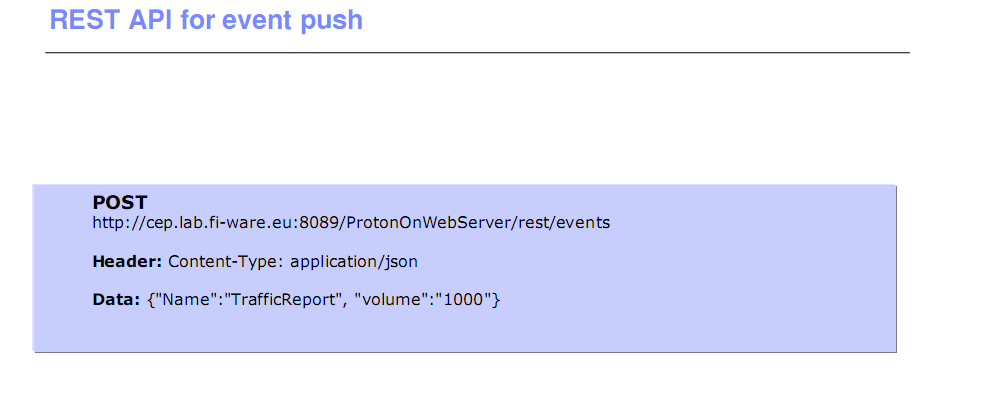 REST API for event push
POST
http://cep.lab.fi-ware.eu:8089/ProtonOnWebServer/rest/events
Header: Content-Type: application/json
Data: {"Name":"TrafficReport", "volume":"1000"}